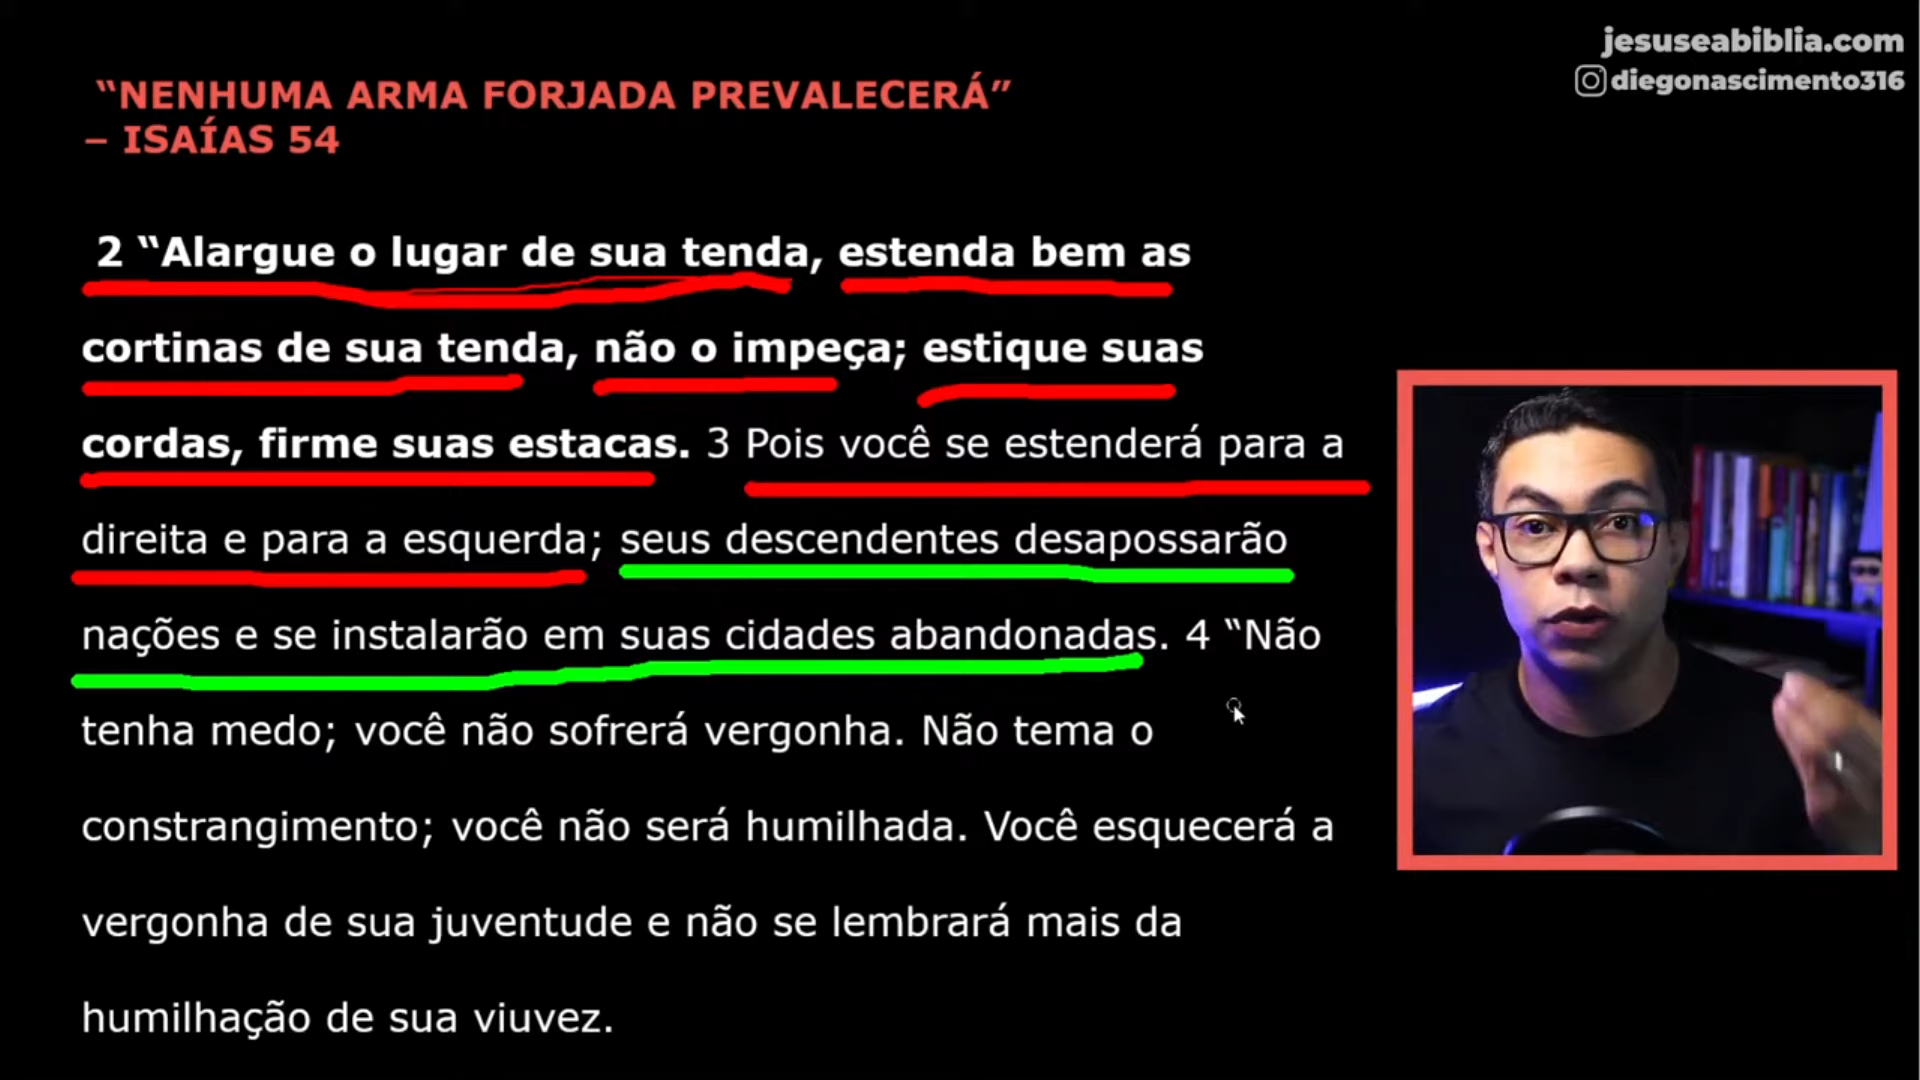 jesuseabiblia.com
diegonascimento316
“NENHUMA ARMA FORJADA PREVALECERÁ”
– ISAÍAS 54
2 “Alargue o lugar de sua tenda, estenda bem as
cortinas de sua tenda, não o impeça; estique suas
cordas, firme suas estacas. 3 Pois você se estenderá para a
direita e para a esquerda; seus descendentes desapossarão
nações e se instalarão em suas cidades abandonadas. 4 “Não
tenha medo; você não sofrerá vergonha. Não tema o
constrangimento; você não será humilhada. Você esquecerá a
vergonha de sua juventude e não se lembrará mais da
humilhação de sua viuvez.